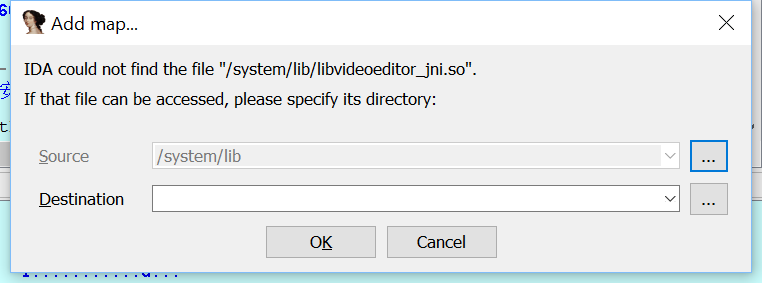 Add map...
IDA could not find the file "/system/lib/libvideoeditor_jni.so".
If that file can be accessed, please specify its directory:
安
t
Source
/system/lib
...
Destination
...
OK
Cancel